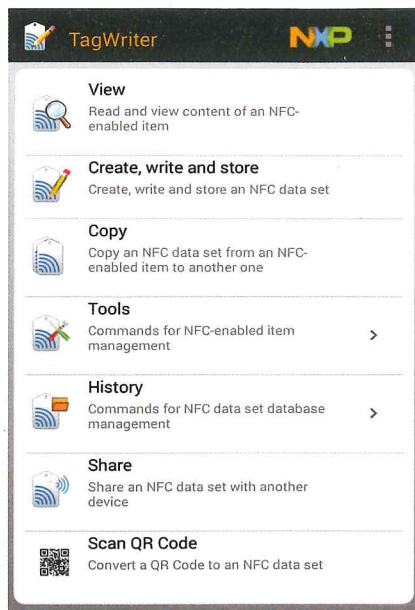 TagWriter
NXP
View
Read and view content of an NFC-
enabled item
Create, write and store
Create, write and store an NFC data set
Copy
Copy an NFC data set from an NFC-
enabled item to another one
Tools
Commands for NFC-enabled item
management
>
History
Commands for NFC data set database
management
>
Share
Share an NFC data set with another
device
Scan QR Code
Convert a QR Code to an NFC data set